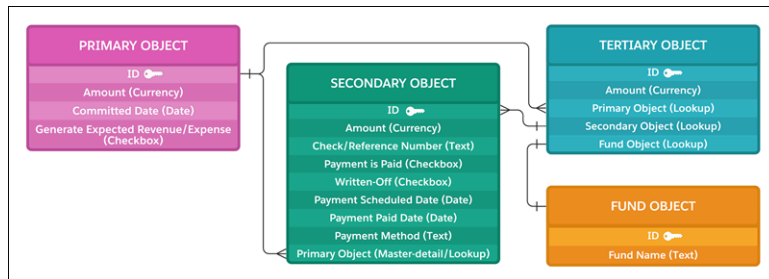 PRIMARY OBJECT
ID
Amount (Currency)
Committed Date (Date)
Generate Expected Revenue/Expense
(Checkbox)
SECONDARY OBJECT
ID
Amount (Currency)
Check/Reference Number (Text)
Payment is Paid (Checkbox)
Written-Off (Checkbox)
Payment Scheduled Date (Date)
Payment Paid Date (Date)
Payment Method (Text)
Primary Object (Master-detail/Lookup)
TERTIARY OBJECT
ID
Amount (Currency)
Primary Object (Lookup)
Secondary Object (Lookup)
Fund Object (Lookup)
FUND OBJECT
ID
Fund Name (Text)